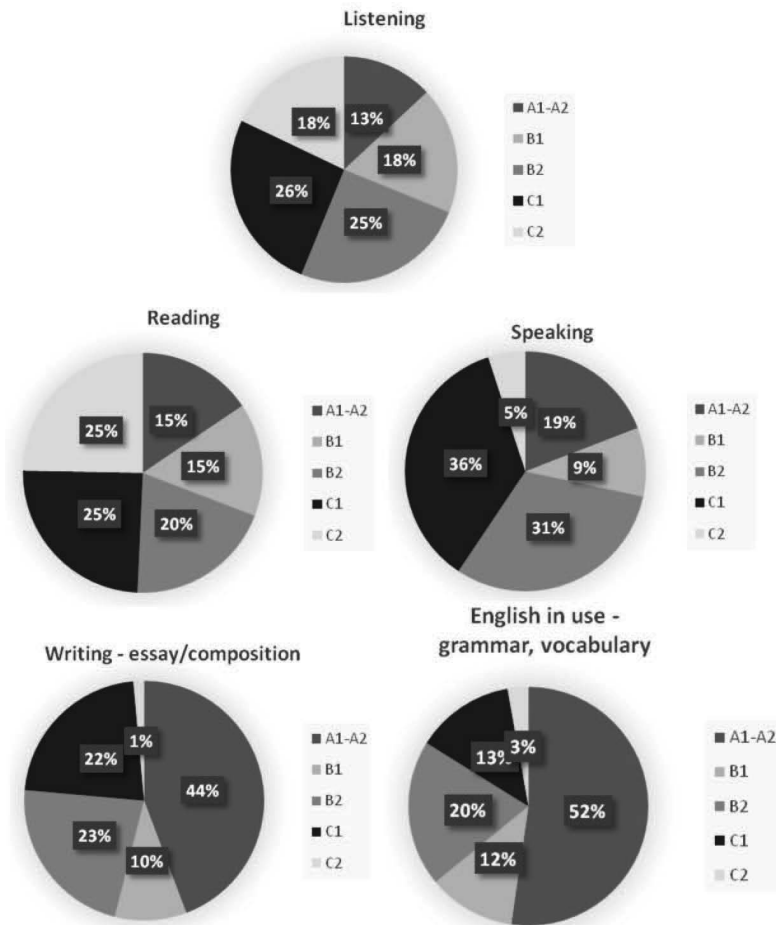 Listening
13%
18%
25%
26%
18%
A1-A2
B1
B2
C1
C2
Reading
15%
15%
20%
25%
25%
A1-A2
B1
B2
C1
C2
Speaking
19%
9%
31%
36%
5%
A1-A2
B1
B2
C1
C2
Writing - essay/composition
44%
10%
23%
22%
1%
A1-A2
B1
B2
C1
C2
English in use -
grammar, vocabulary
52%
12%
20%
13%
3%
A1-A2
B1
B2
C1
C2